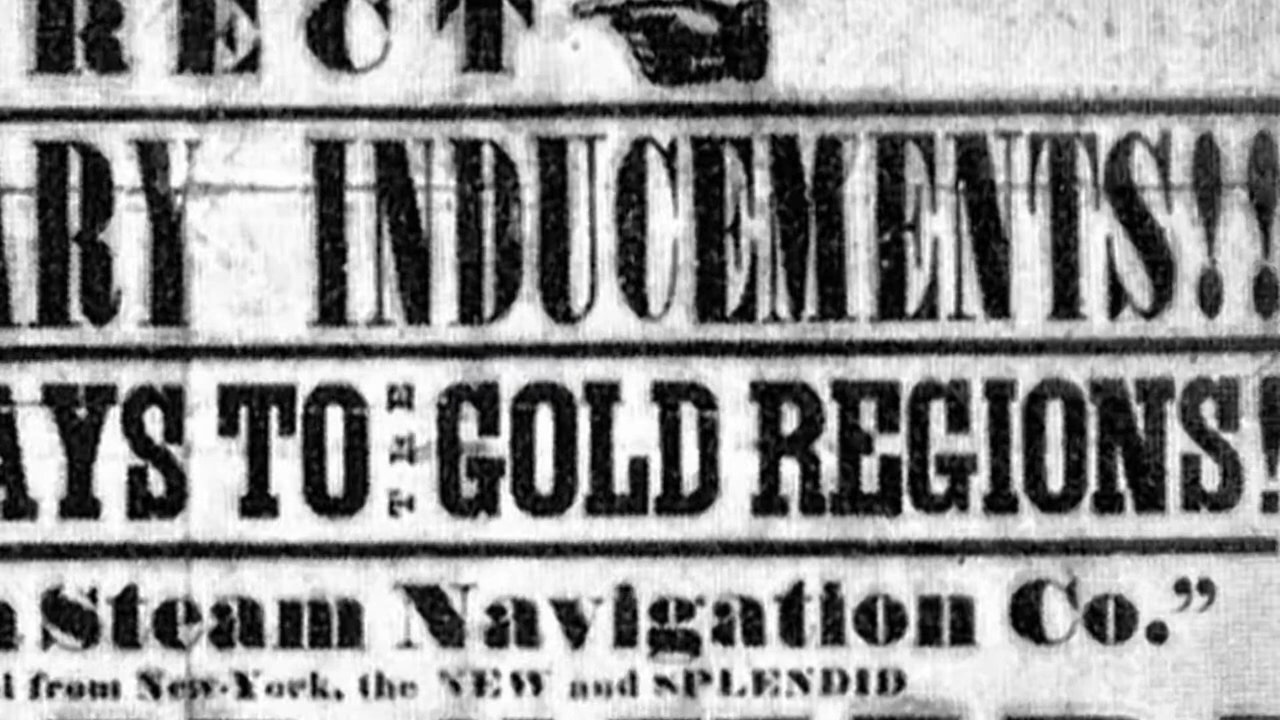 RECT
RY INDUCEMENTS!!
AYS TO THE GOLD REGIONS!
Steam Navigation Co.”
from New-York, the NEW and SPLENDID